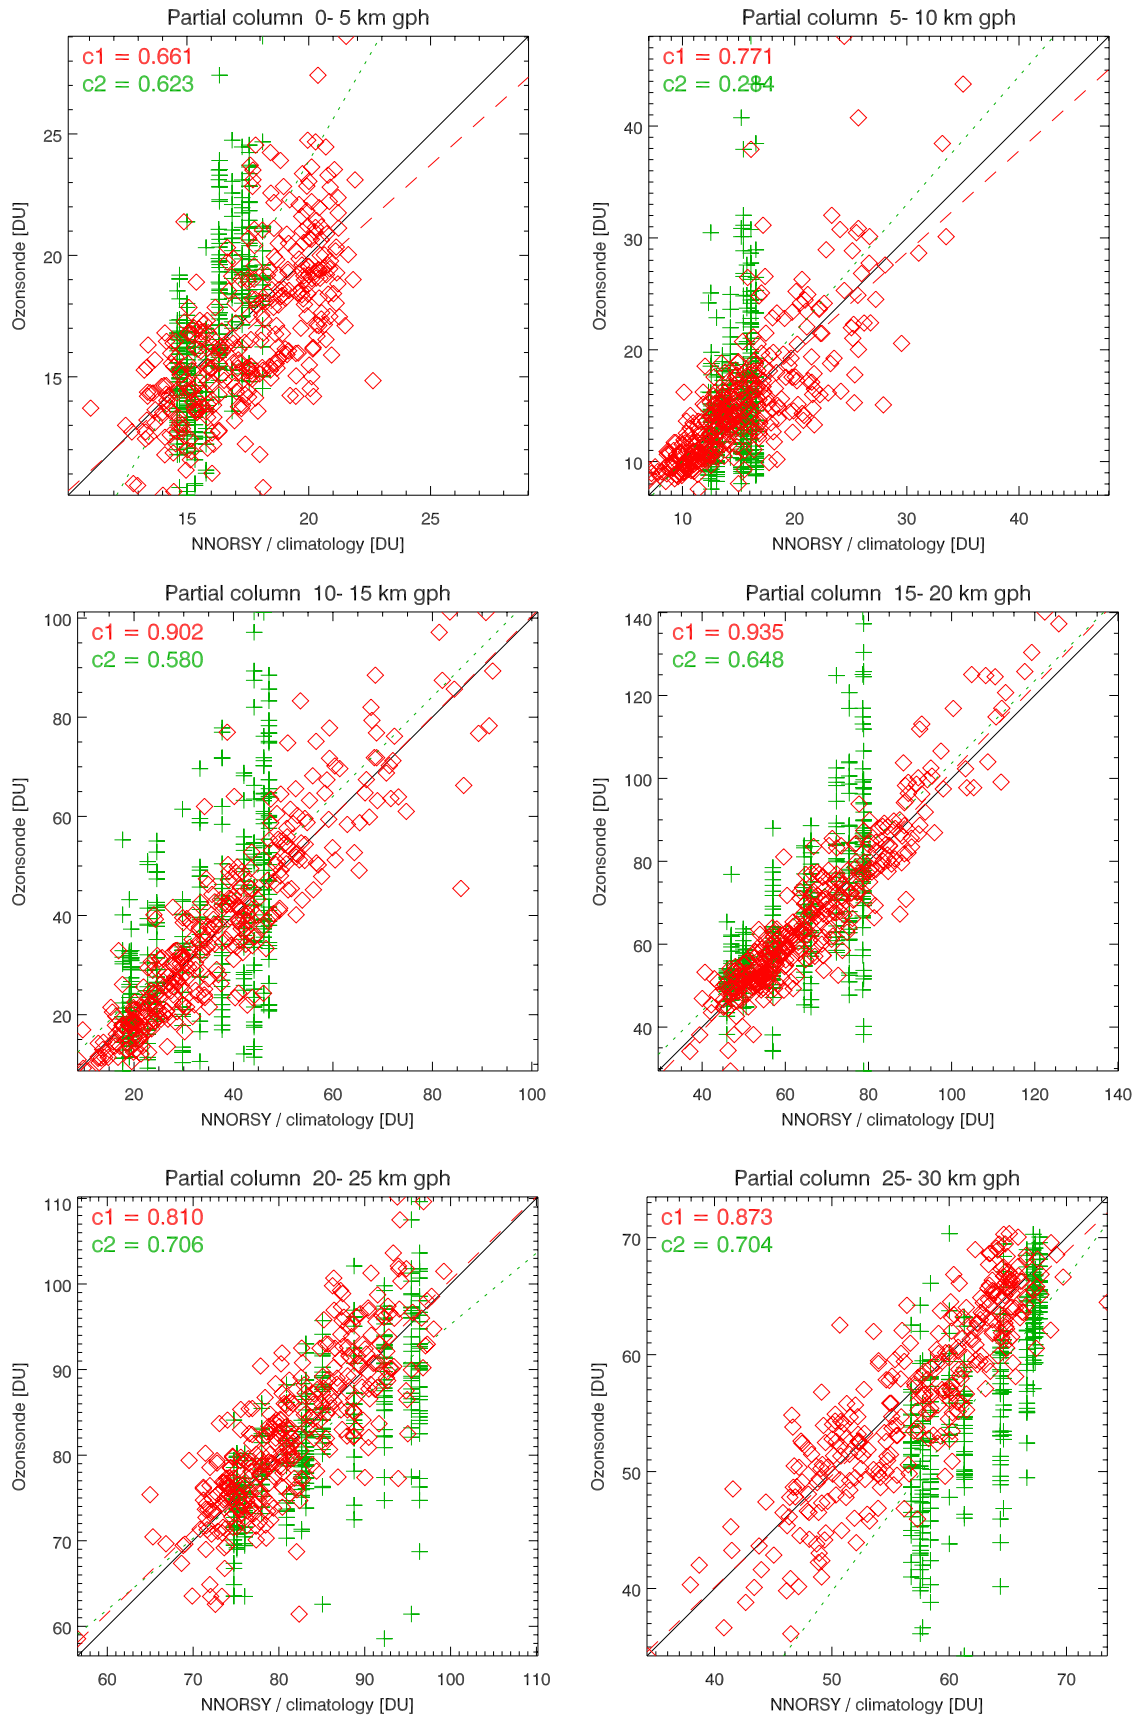 Partial column 0- 5 km gph
c1 = 0.661
c2 = 0.623
25
20
15
Ozonsonde [DU]
15 20 25
NNORSY / climatology [DU]
Partial column 5- 10 km gph
c1 = 0.771
c2 = 0.284
40
30
20
10
Ozonsonde [DU]
10 20 30 40
NNORSY / climatology [DU]
Partial column 10- 15 km gph
c1 = 0.902
c2 = 0.580
100
80
60
40
20
Ozonsonde [DU]
20 40 60 80 100
NNORSY / climatology [DU]
Partial column 15- 20 km gph
c1 = 0.935
c2 = 0.648
140
120
100
80
60
40
Ozonsonde [DU]
40 60 80 100 120 140
NNORSY / climatology [DU]
Partial column 20- 25 km gph
c1 = 0.810
c2 = 0.706
110
100
90
80
70
60
Ozonsonde [DU]
60 70 80 90 100 110
NNORSY / climatology [DU]
Partial column 25- 30 km gph
c1 = 0.873
c2 = 0.704
70
60
50
40
Ozonsonde [DU]
40 50 60 70
NNORSY / climatology [DU]